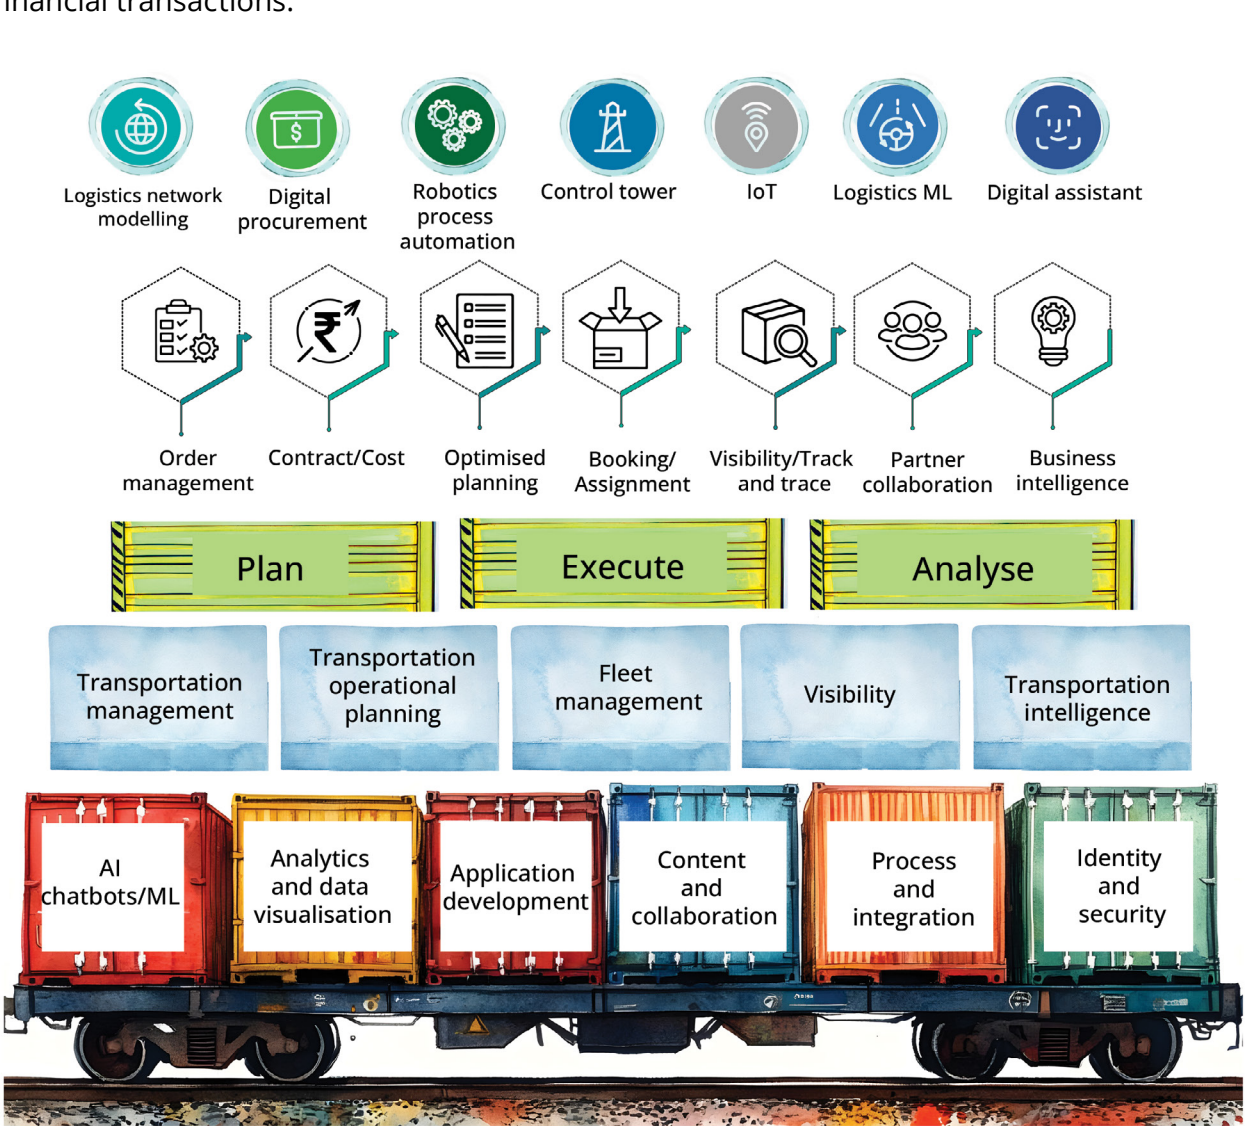 financial transactions.
Logistics network
modelling
Digital
procurement
Robotics
process
automation
Control tower
IoT
Logistics ML
Digital assistant
Order
management
Contract/Cost
Optimised
planning
Booking/
Assignment
Visibility/Track
and trace
Partner
collaboration
Business
intelligence
Plan
Execute
Analyse
Transportation
management
Transportation
operational
planning
Fleet
management
Visibility
Transportation
intelligence
AI
chatbots/ML
Analytics
and data
visualisation
Application
development
Content
and
collaboration
Process
and
integration
Identity
and
security